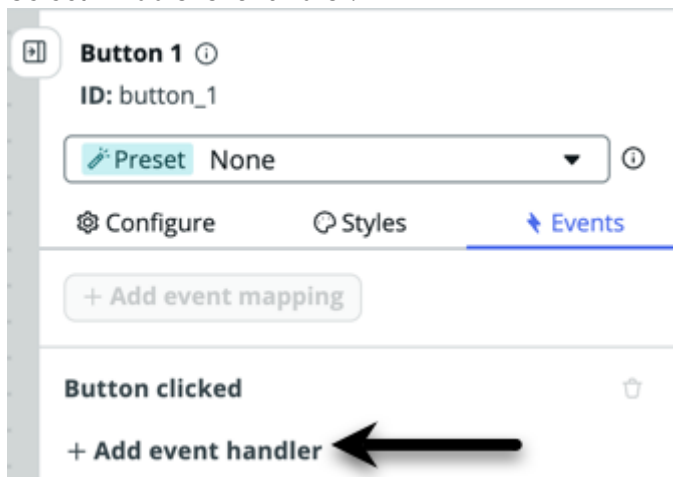 Button 1
ID: button_1
Preset None
Configure Styles Events
+ Add event mapping
Button clicked
+ Add event handler